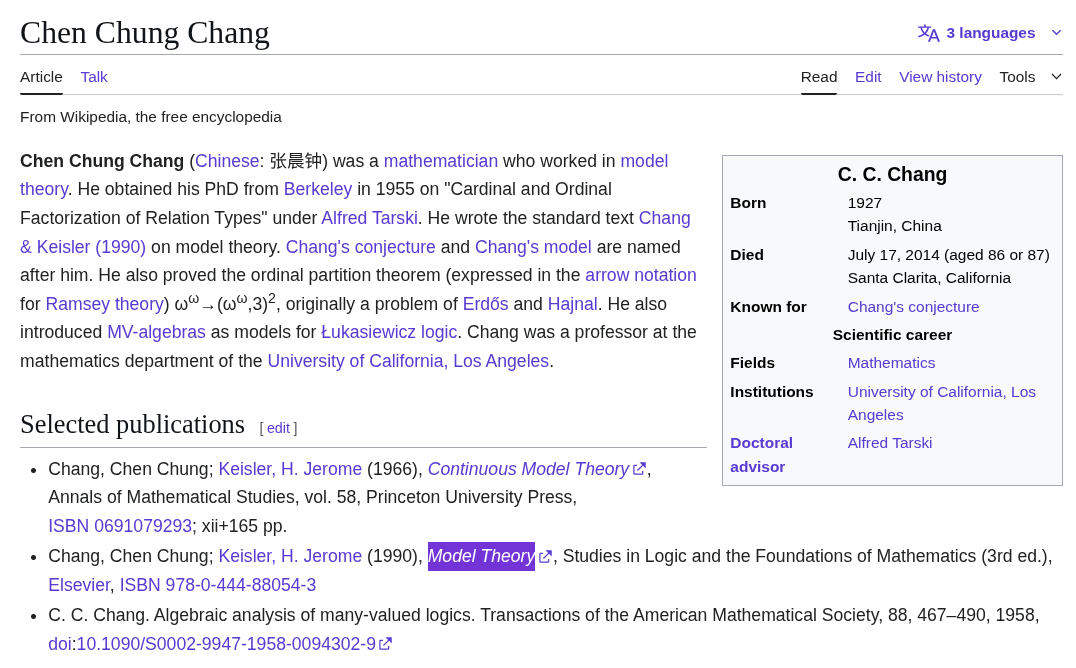 Chen Chung Chang
3 languages
Article Talk
Read Edit View history Tools
From Wikipedia, the free encyclopedia
Chen Chung Chang (Chinese: 张晨钟) was a mathematician who worked in model
theory. He obtained his PhD from Berkeley in 1955 on "Cardinal and Ordinal
Factorization of Relation Types" under Alfred Tarski. He wrote the standard text Chang
& Keisler (1990) on model theory. Chang's conjecture and Chang's model are named
after him. He also proved the ordinal partition theorem (expressed in the arrow notation
for Ramsey theory) ω^ω→(ω^ω,3)², originally a problem of Erdős and Hajnal. He also
introduced MV-algebras as models for Łukasiewicz logic. Chang was a professor at the
mathematics department of the University of California, Los Angeles.
C. C. Chang
Born 1927
Tianjin, China
Died July 17, 2014 (aged 86 or 87)
Santa Clarita, California
Known for Chang's conjecture
Scientific career
Fields Mathematics
Institutions University of California, Los
Angeles
Doctoral Alfred Tarski
advisor
Selected publications [ edit ]
• Chang, Chen Chung; Keisler, H. Jerome (1966), Continuous Model Theory,
Annals of Mathematical Studies, vol. 58, Princeton University Press,
ISBN 0691079293; xii+165 pp.
• Chang, Chen Chung; Keisler, H. Jerome (1990), Model Theory, Studies in Logic and the Foundations of Mathematics (3rd ed.),
Elsevier, ISBN 978-0-444-88054-3
• C. C. Chang. Algebraic analysis of many-valued logics. Transactions of the American Mathematical Society, 88, 467–490, 1958,
doi:10.1090/S0002-9947-1958-0094302-9